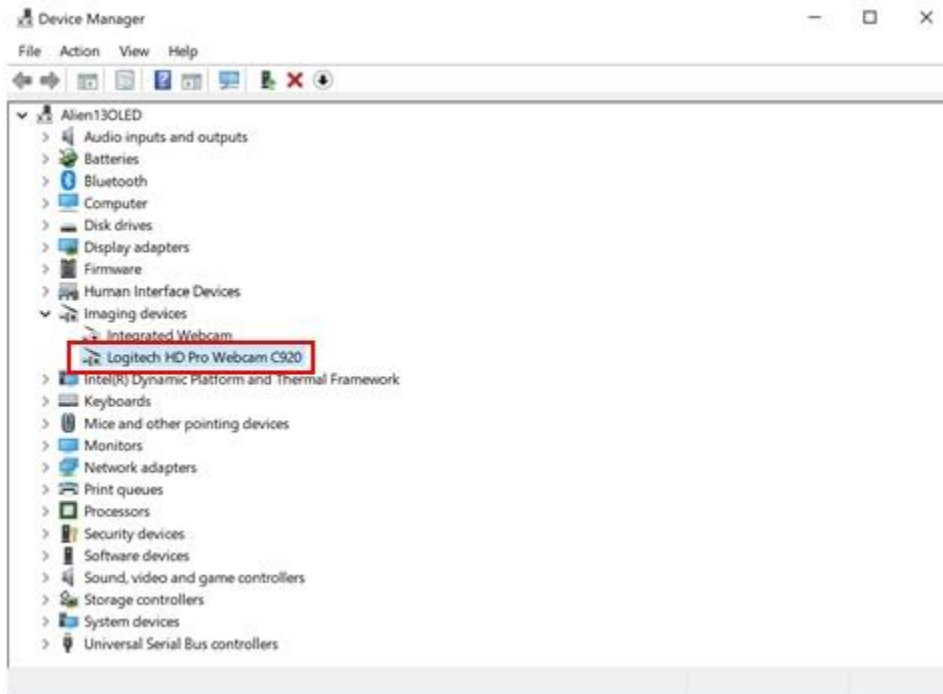 Device Manager
File Action View Help
Alien13OLED
Audio inputs and outputs
Batteries
Bluetooth
Computer
Disk drives
Display adapters
Firmware
Human Interface Devices
Imaging devices
Integrated Webcam
Logitech HD Pro Webcam C920
Intel(R) Dynamic Platform and Thermal Framework
Keyboards
Mice and other pointing devices
Monitors
Network adapters
Print queues
Processors
Security devices
Software devices
Sound, video and game controllers
Storage controllers
System devices
Universal Serial Bus controllers